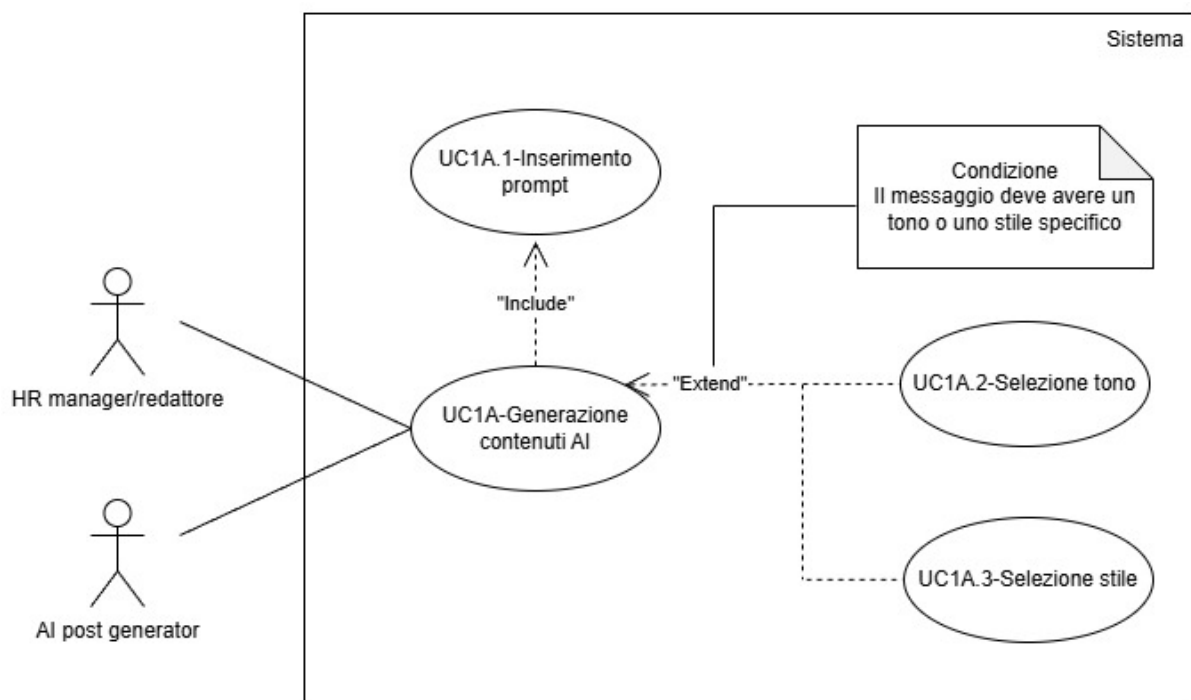 Sistema
UC1A.1-Inserimento
prompt
Condizione
Il messaggio deve avere un
tono o uno stile specifico
"Include"
HR manager/redattore
"Extend"
UC1A.2-Selezione tono
UC1A-Generazione
contenuti AI
UC1A.3-Selezione stile
AI post generator